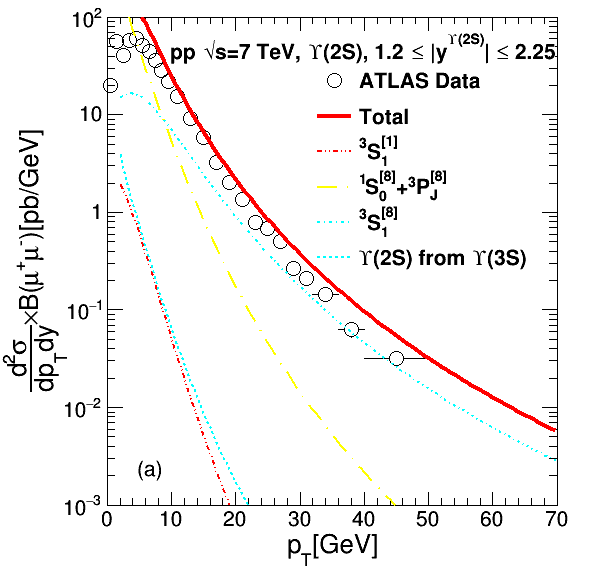 10²
10
1
10⁻¹
10⁻²
10⁻³
d²σ/dp_T dy ×B(μ⁺μ⁻)[pb/GeV]
pp √s=7 TeV, ϒ(2S), 1.2 ≤ |y^ϒ(2S)| ≤ 2.25
ATLAS Data
Total
³S₁^[1]
¹S₀^[8]+³P_J^[8]
³S₁^[8]
ϒ(2S) from ϒ(3S)
(a)
0 10 20 30 40 50 60 70
p_T[GeV]